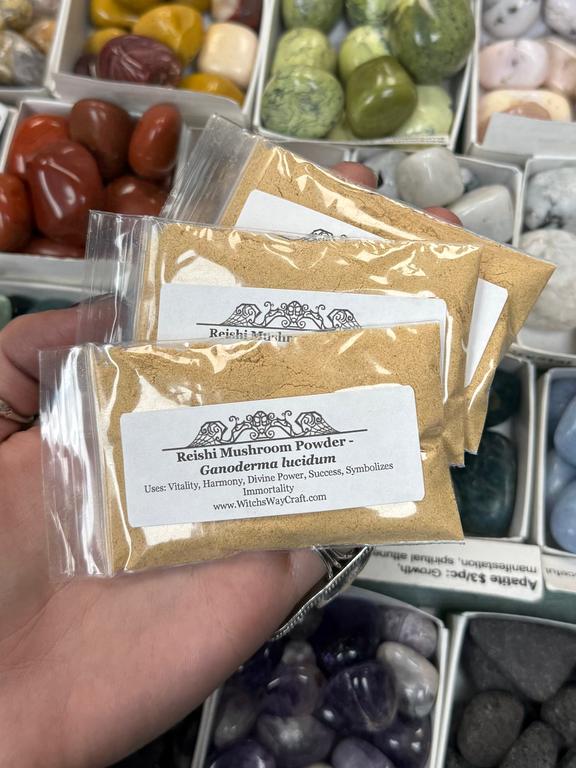 Reishi Mushr
Reishi Mushroom Powder -
Ganoderma lucidum
Uses: Vitality, Harmony, Divine Power, Success, Symbolizes
Immortality
www.WitchsWayCraft.com
Apatite $3/pc: Growth,
manifestation, spiritual attune